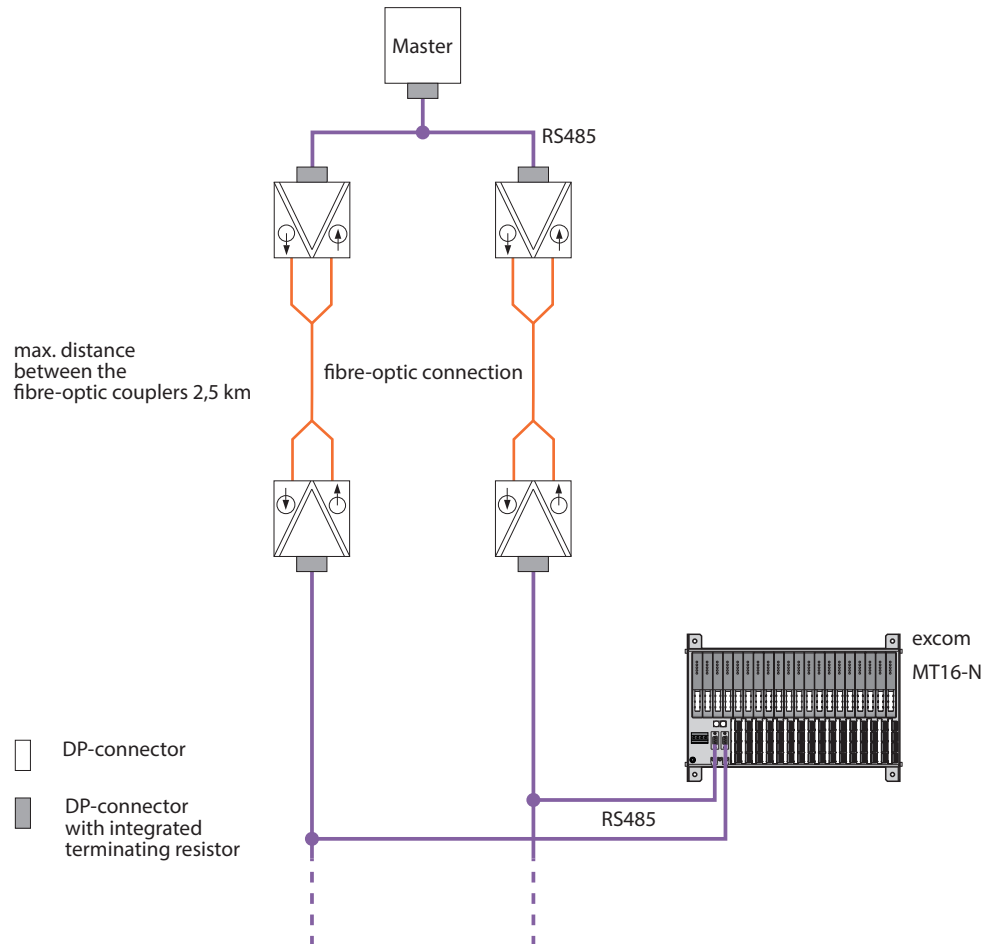 Master
RS485
max. distance
between the
fibre-optic couplers 2,5 km
fibre-optic connection
excom
MT16-N
DP-connector
RS485
DP-connector
with integrated
terminating resistor